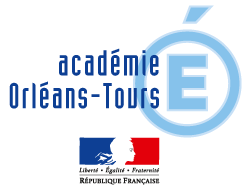 académie
Orléans-Tours
É
Liberté • Égalité • Fraternité
RÉPUBLIQUE FRANÇAISE